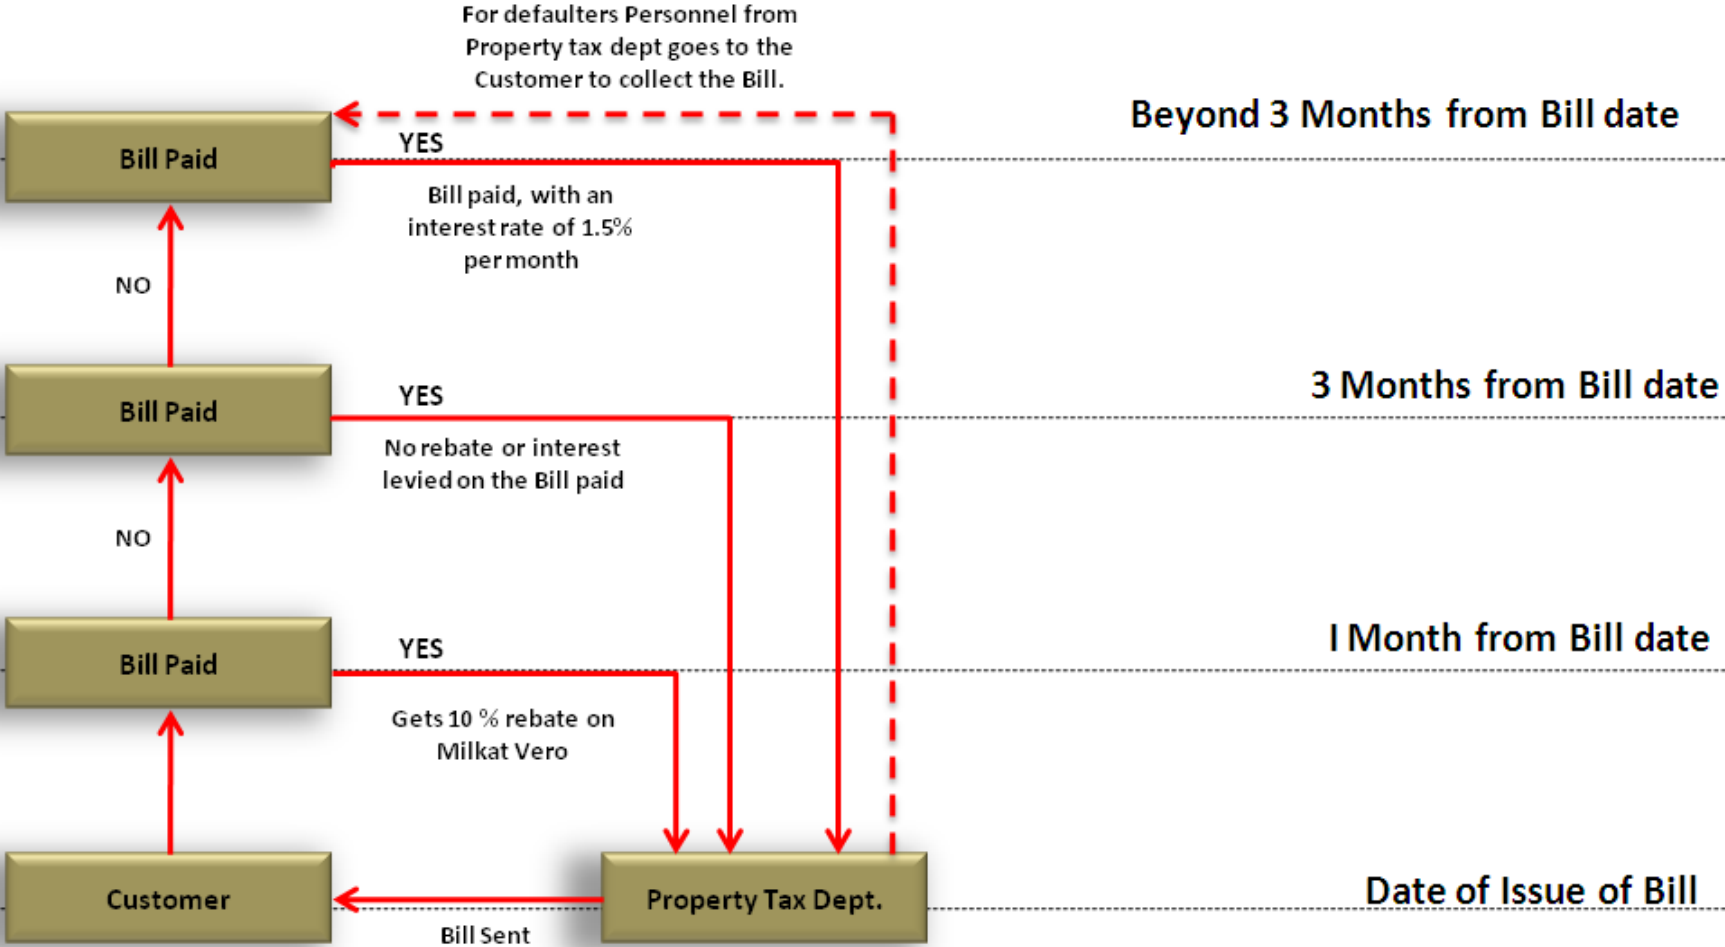 For defaulters Personnel from
Property tax dept goes to the
Customer to collect the Bill.
Beyond 3 Months from Bill date
Bill Paid
YES
Bill paid, with an
interest rate of 1.5%
per month
NO
3 Months from Bill date
Bill Paid
YES
No rebate or interest
levied on the Bill paid
NO
I Month from Bill date
Bill Paid
YES
Gets 10 % rebate on
Milkat Vero
Customer
Property Tax Dept.
Date of Issue of Bill
Bill Sent